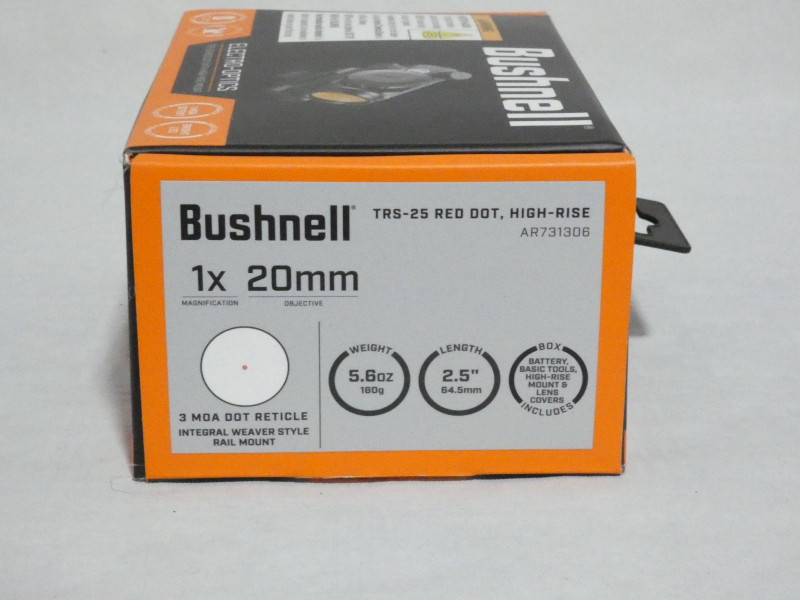 Bushnell®
ELECTRO-OPTICS
Bushnell® TRS-25 RED DOT, HIGH-RISE
AR731306
1x 20mm
MAGNIFICATION OBJECTIVE
3 MOA DOT RETICLE
INTEGRAL WEAVER STYLE
RAIL MOUNT
WEIGHT
5.6OZ
160g
LENGTH
2.5"
64.5mm
BOX
BATTERY,
BASIC TOOLS,
HIGH-RISE
MOUNT &
LENS
COVERS
INCLUDES